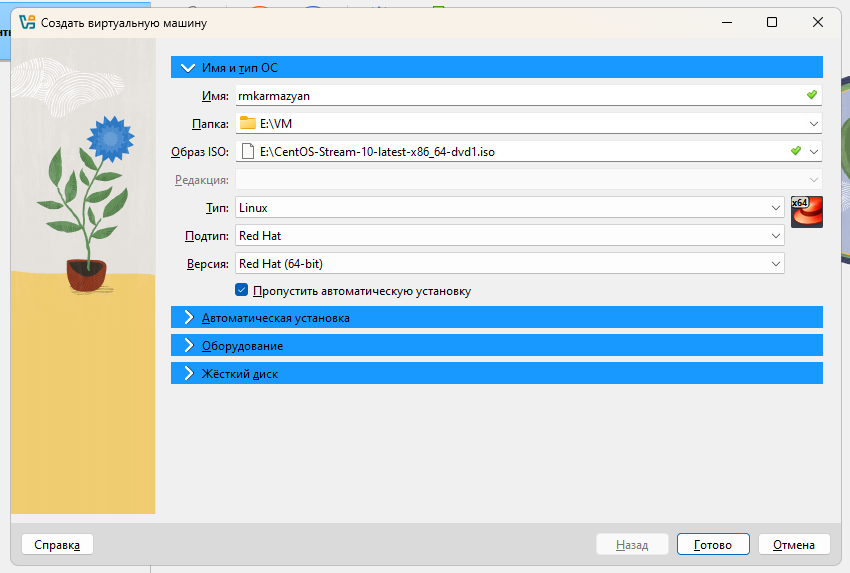 Создать виртуальную машину
Имя и тип ОС
Имя: rmkarmazyan
Папка: E:\VM
Образ ISO: E:\CentOS-Stream-10-latest-x86_64-dvd1.iso
Редакция:
Тип: Linux
x64
Подтип: Red Hat
Версия: Red Hat (64-bit)
Пропустить автоматическую установку
Автоматическая установка
Оборудование
Жёсткий диск
Справка Назад Готово Отмена